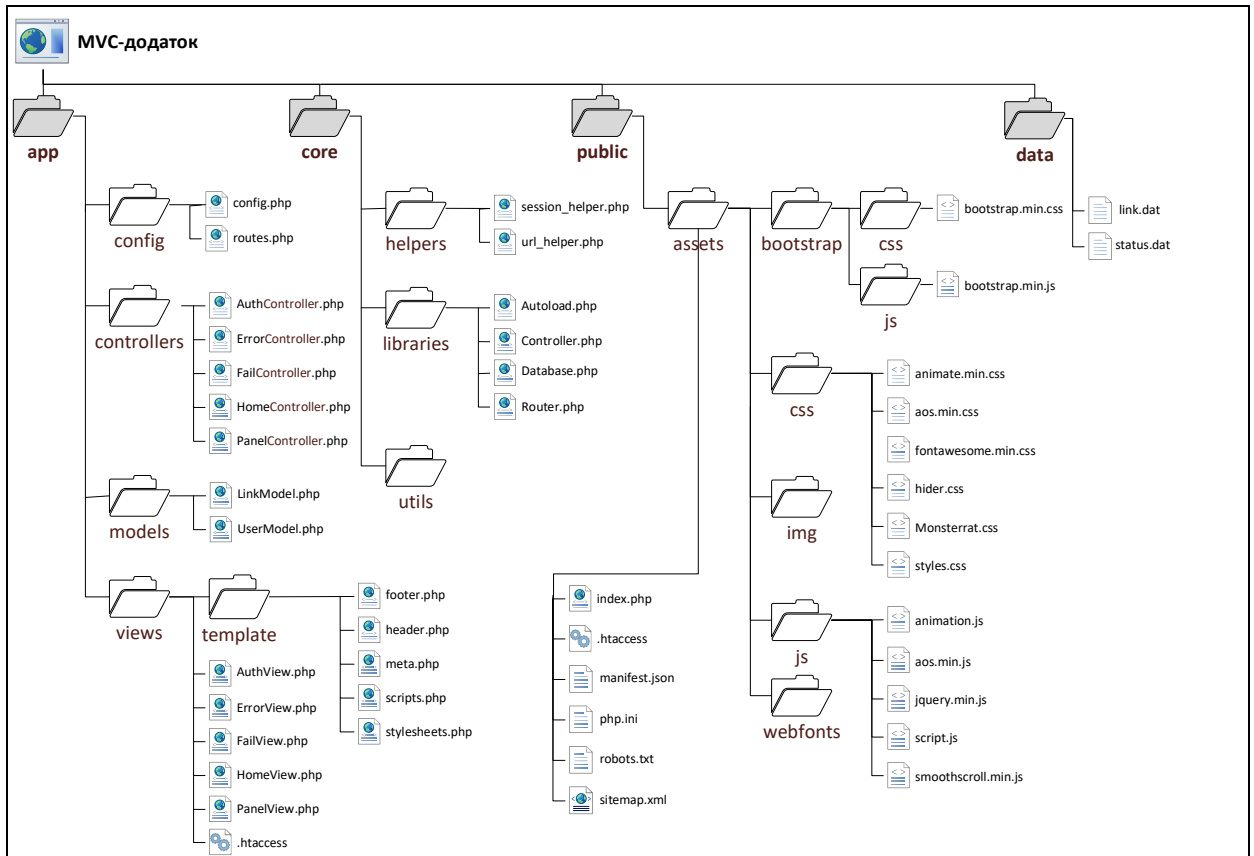 MVC-додаток
app
config
config.php
routes.php
controllers
AuthController.php
ErrorController.php
FailController.php
HomeController.php
PanelController.php
models
LinkModel.php
UserModel.php
views
template
footer.php
header.php
meta.php
scripts.php
stylesheets.php
AuthView.php
ErrorView.php
FailView.php
HomeView.php
PanelView.php
.htaccess
core
helpers
session_helper.php
url_helper.php
libraries
Autoload.php
Controller.php
Database.php
Router.php
utils
public
assets
bootstrap
css
bootstrap.min.css
js
bootstrap.min.js
css
animate.min.css
aos.min.css
fontawesome.min.css
hider.css
Monsterrat.css
styles.css
img
js
animation.js
aos.min.js
jquery.min.js
script.js
smoothscroll.min.js
webfonts
index.php
.htaccess
manifest.json
php.ini
robots.txt
sitemap.xml
data
link.dat
status.dat